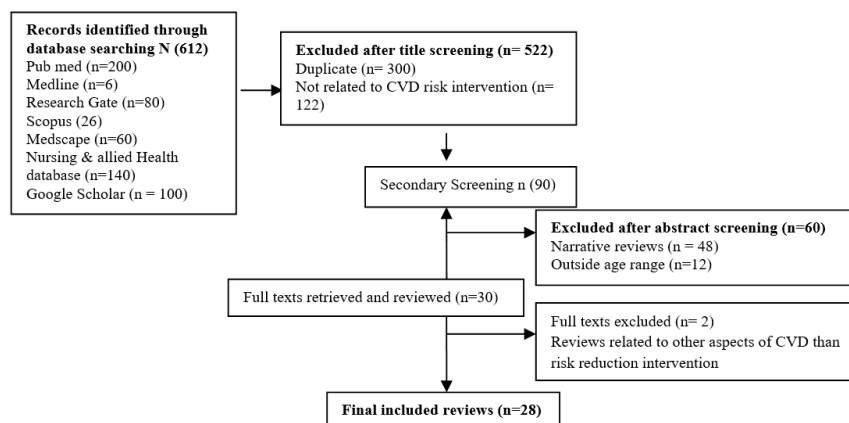 Records identified through
database searching N (612)
Pub med (n=200)
Medline (n=6)
Research Gate (n=80)
Scopus (26)
Medscape (n=60)
Nursing & allied Health
database (n=140)
Google Scholar (n = 100)
Excluded after title screening (n= 522)
Duplicate (n= 300)
Not related to CVD risk intervention (n=
122)
Secondary Screening n (90)
Excluded after abstract screening (n=60)
Narrative reviews (n = 48)
Outside age range (n=12)
Full texts retrieved and reviewed (n=30)
Full texts excluded (n= 2)
Reviews related to other aspects of CVD than
risk reduction intervention
Final included reviews (n=28)